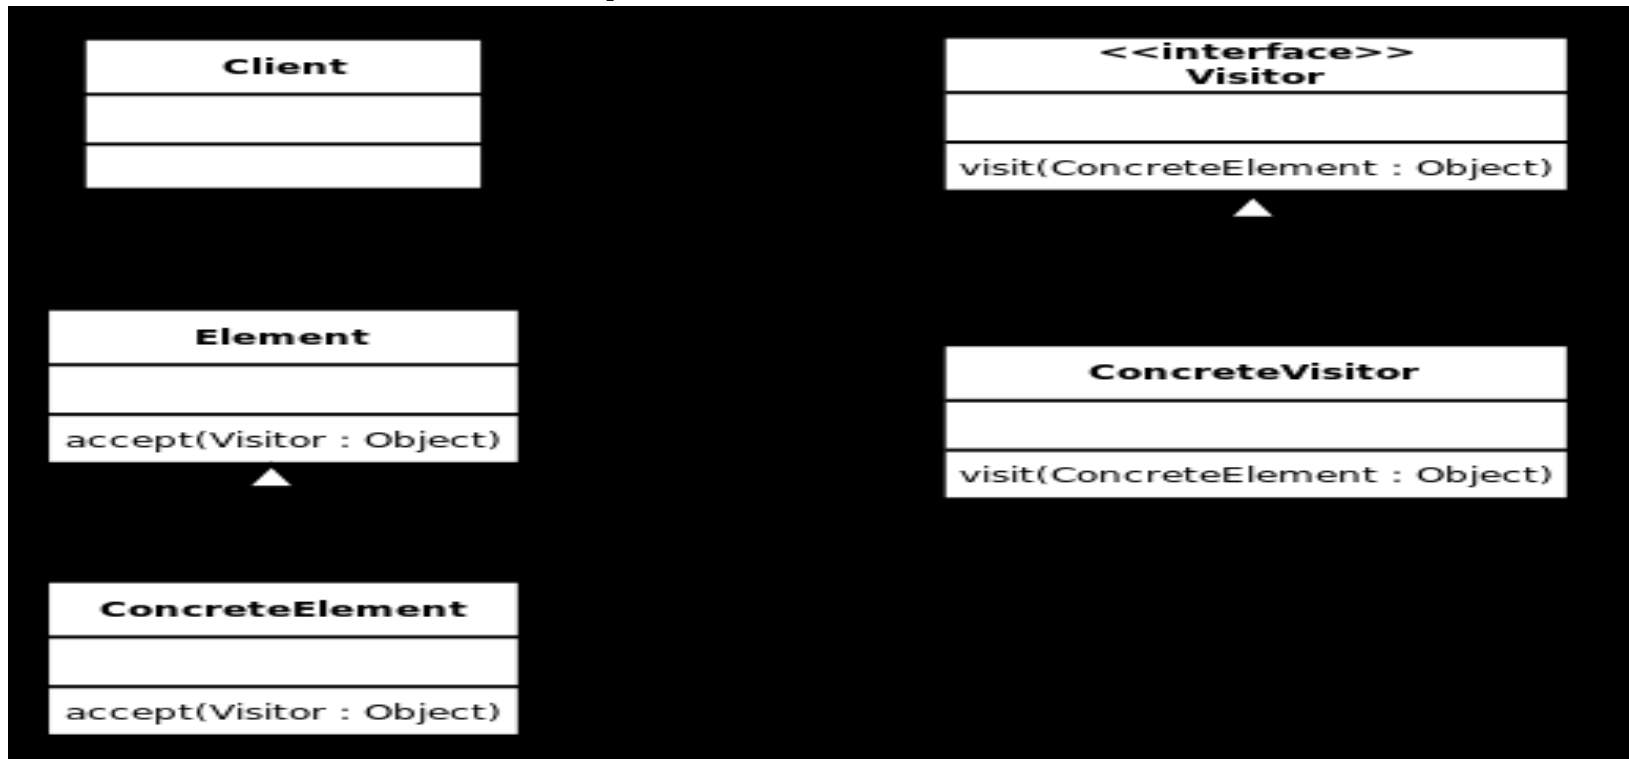 Client
<<interface>>
Visitor
visit(ConcreteElement : Object)
Element
accept(Visitor : Object)
ConcreteVisitor
visit(ConcreteElement : Object)
ConcreteElement
accept(Visitor : Object)